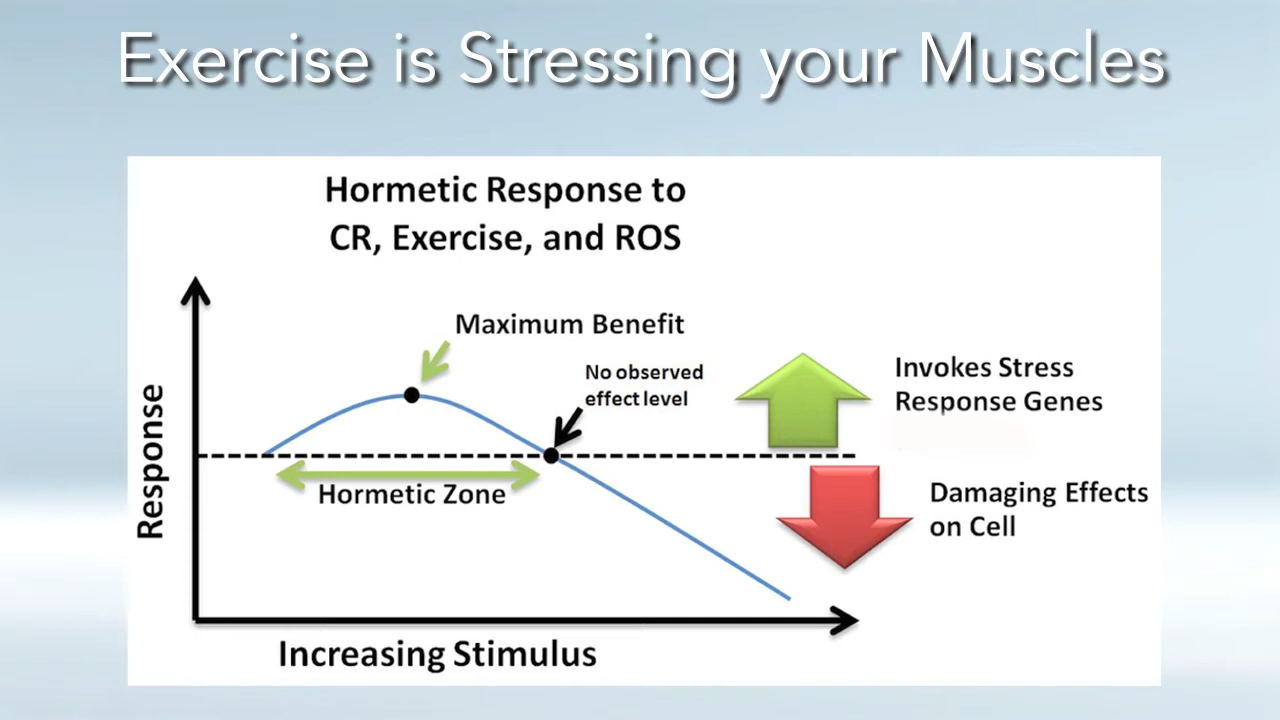 Exercise is Stressing your Muscles
Hormetic Response to
CR, Exercise, and ROS
Maximum Benefit
No observed
effect level
Invokes Stress
Response Genes
Response
Hormetic Zone
Damaging Effects
on Cell
Increasing Stimulus